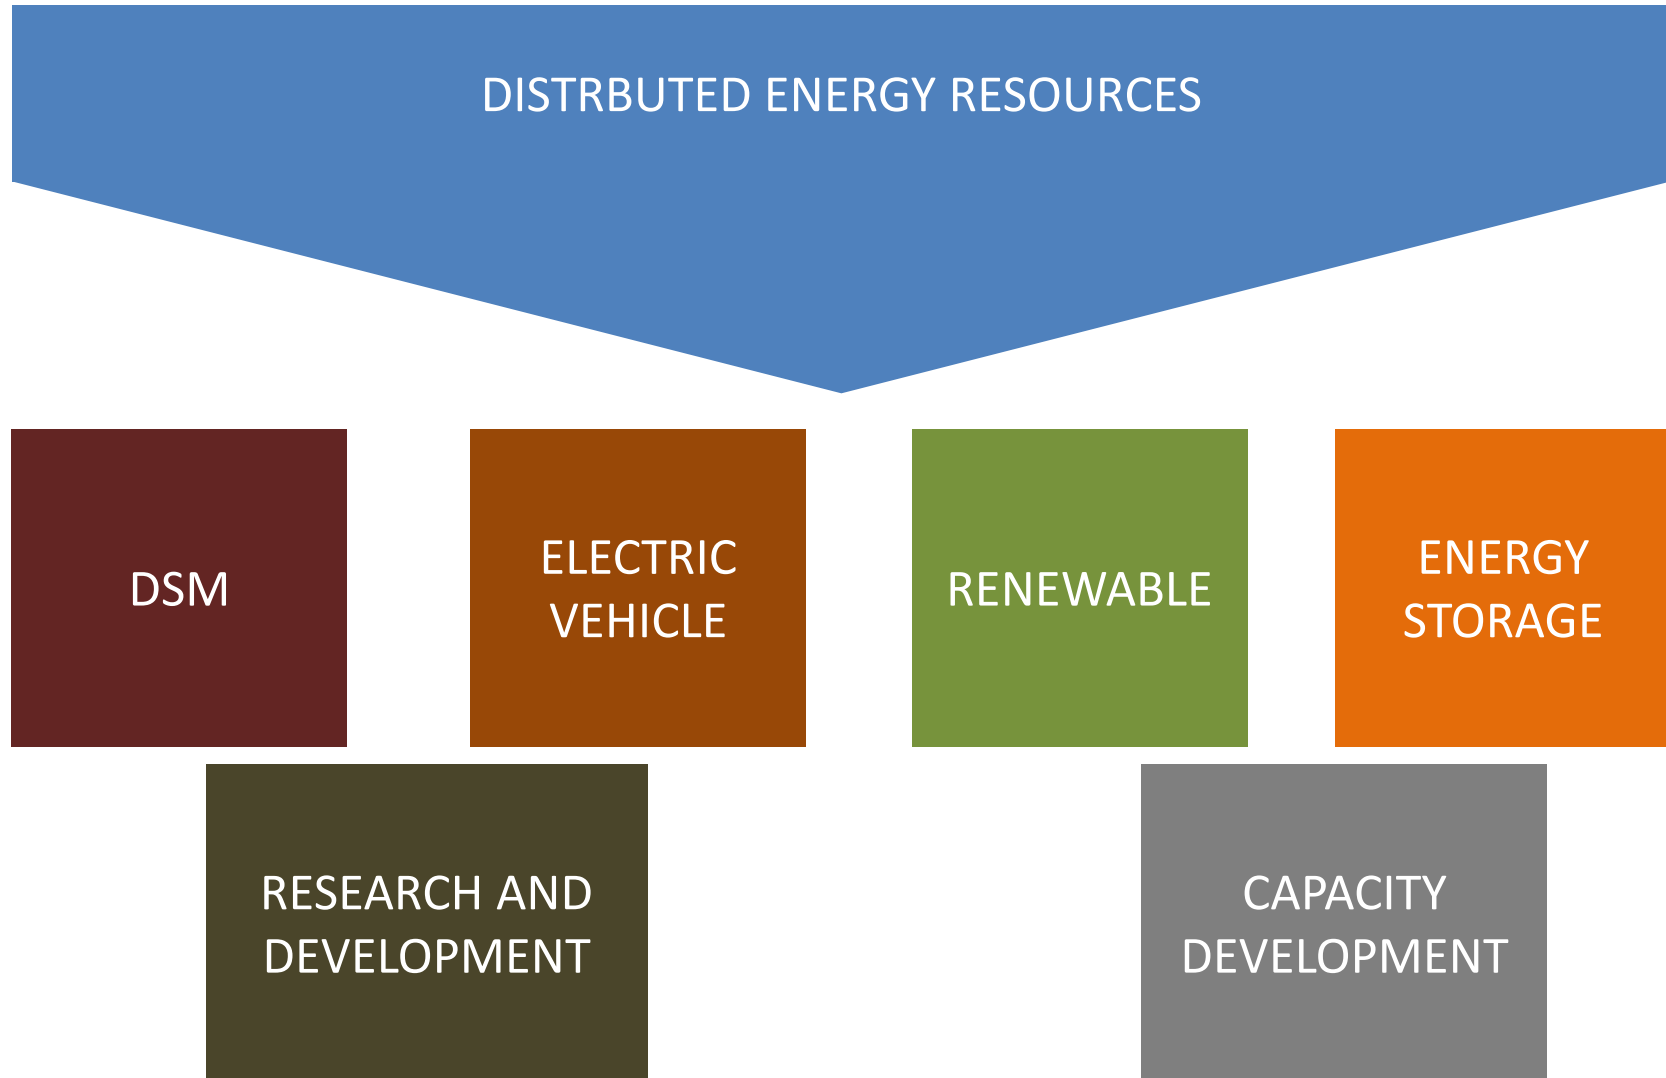 DISTRBUTED ENERGY RESOURCES
DSM
ELECTRIC
VEHICLE
RENEWABLE
ENERGY
STORAGE
RESEARCH AND
DEVELOPMENT
CAPACITY
DEVELOPMENT